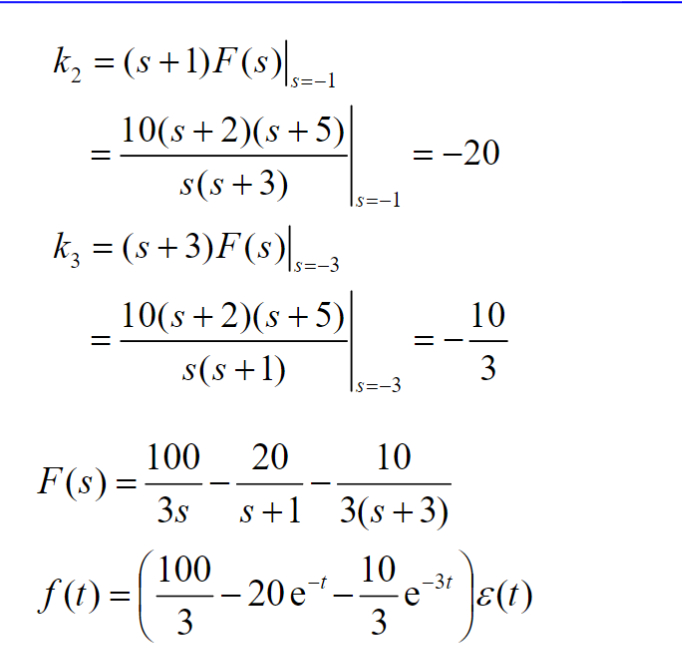 k₂ = (s+1)F(s)|ₛ₌₋₁
= 10(s+2)(s+5) / s(s+3) |ₛ₌₋₁ = −20
k₃ = (s+3)F(s)|ₛ₌₋₃
= 10(s+2)(s+5) / s(s+1) |ₛ₌₋₃ = −10/3
F(s) = 100/3s − 20/s+1 − 10/3(s+3)
f(t) = (100/3 − 20e⁻ᵗ − 10/3 e⁻³ᵗ)ε(t)